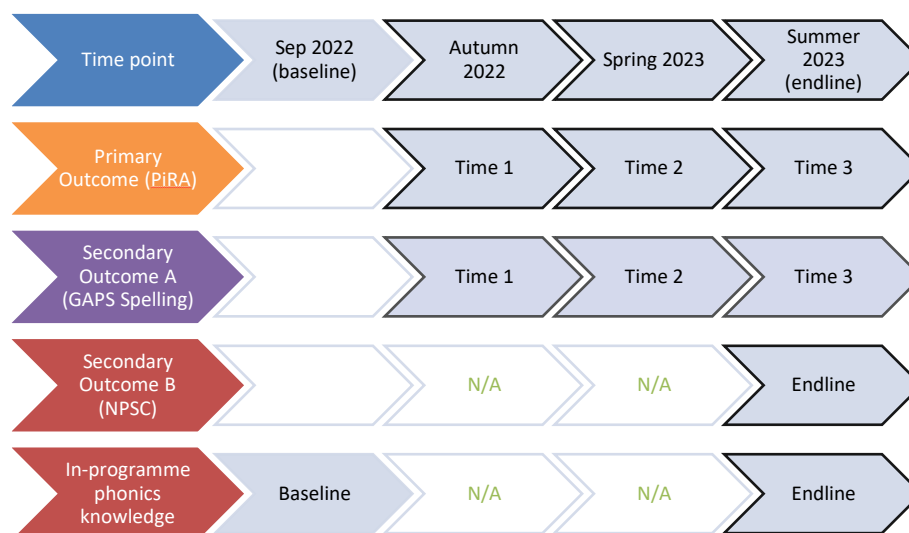 Time point
Sep 2022
(baseline)
Autumn
2022
Spring 2023
Summer
2023
(endline)
Primary
Outcome (PiRA)
Time 1
Time 2
Time 3
Secondary
Outcome A
(GAPS Spelling)
Time 1
Time 2
Time 3
Secondary
Outcome B
(NPSC)
N/A
N/A
Endline
In-programme
phonics
knowledge
Baseline
N/A
N/A
Endline